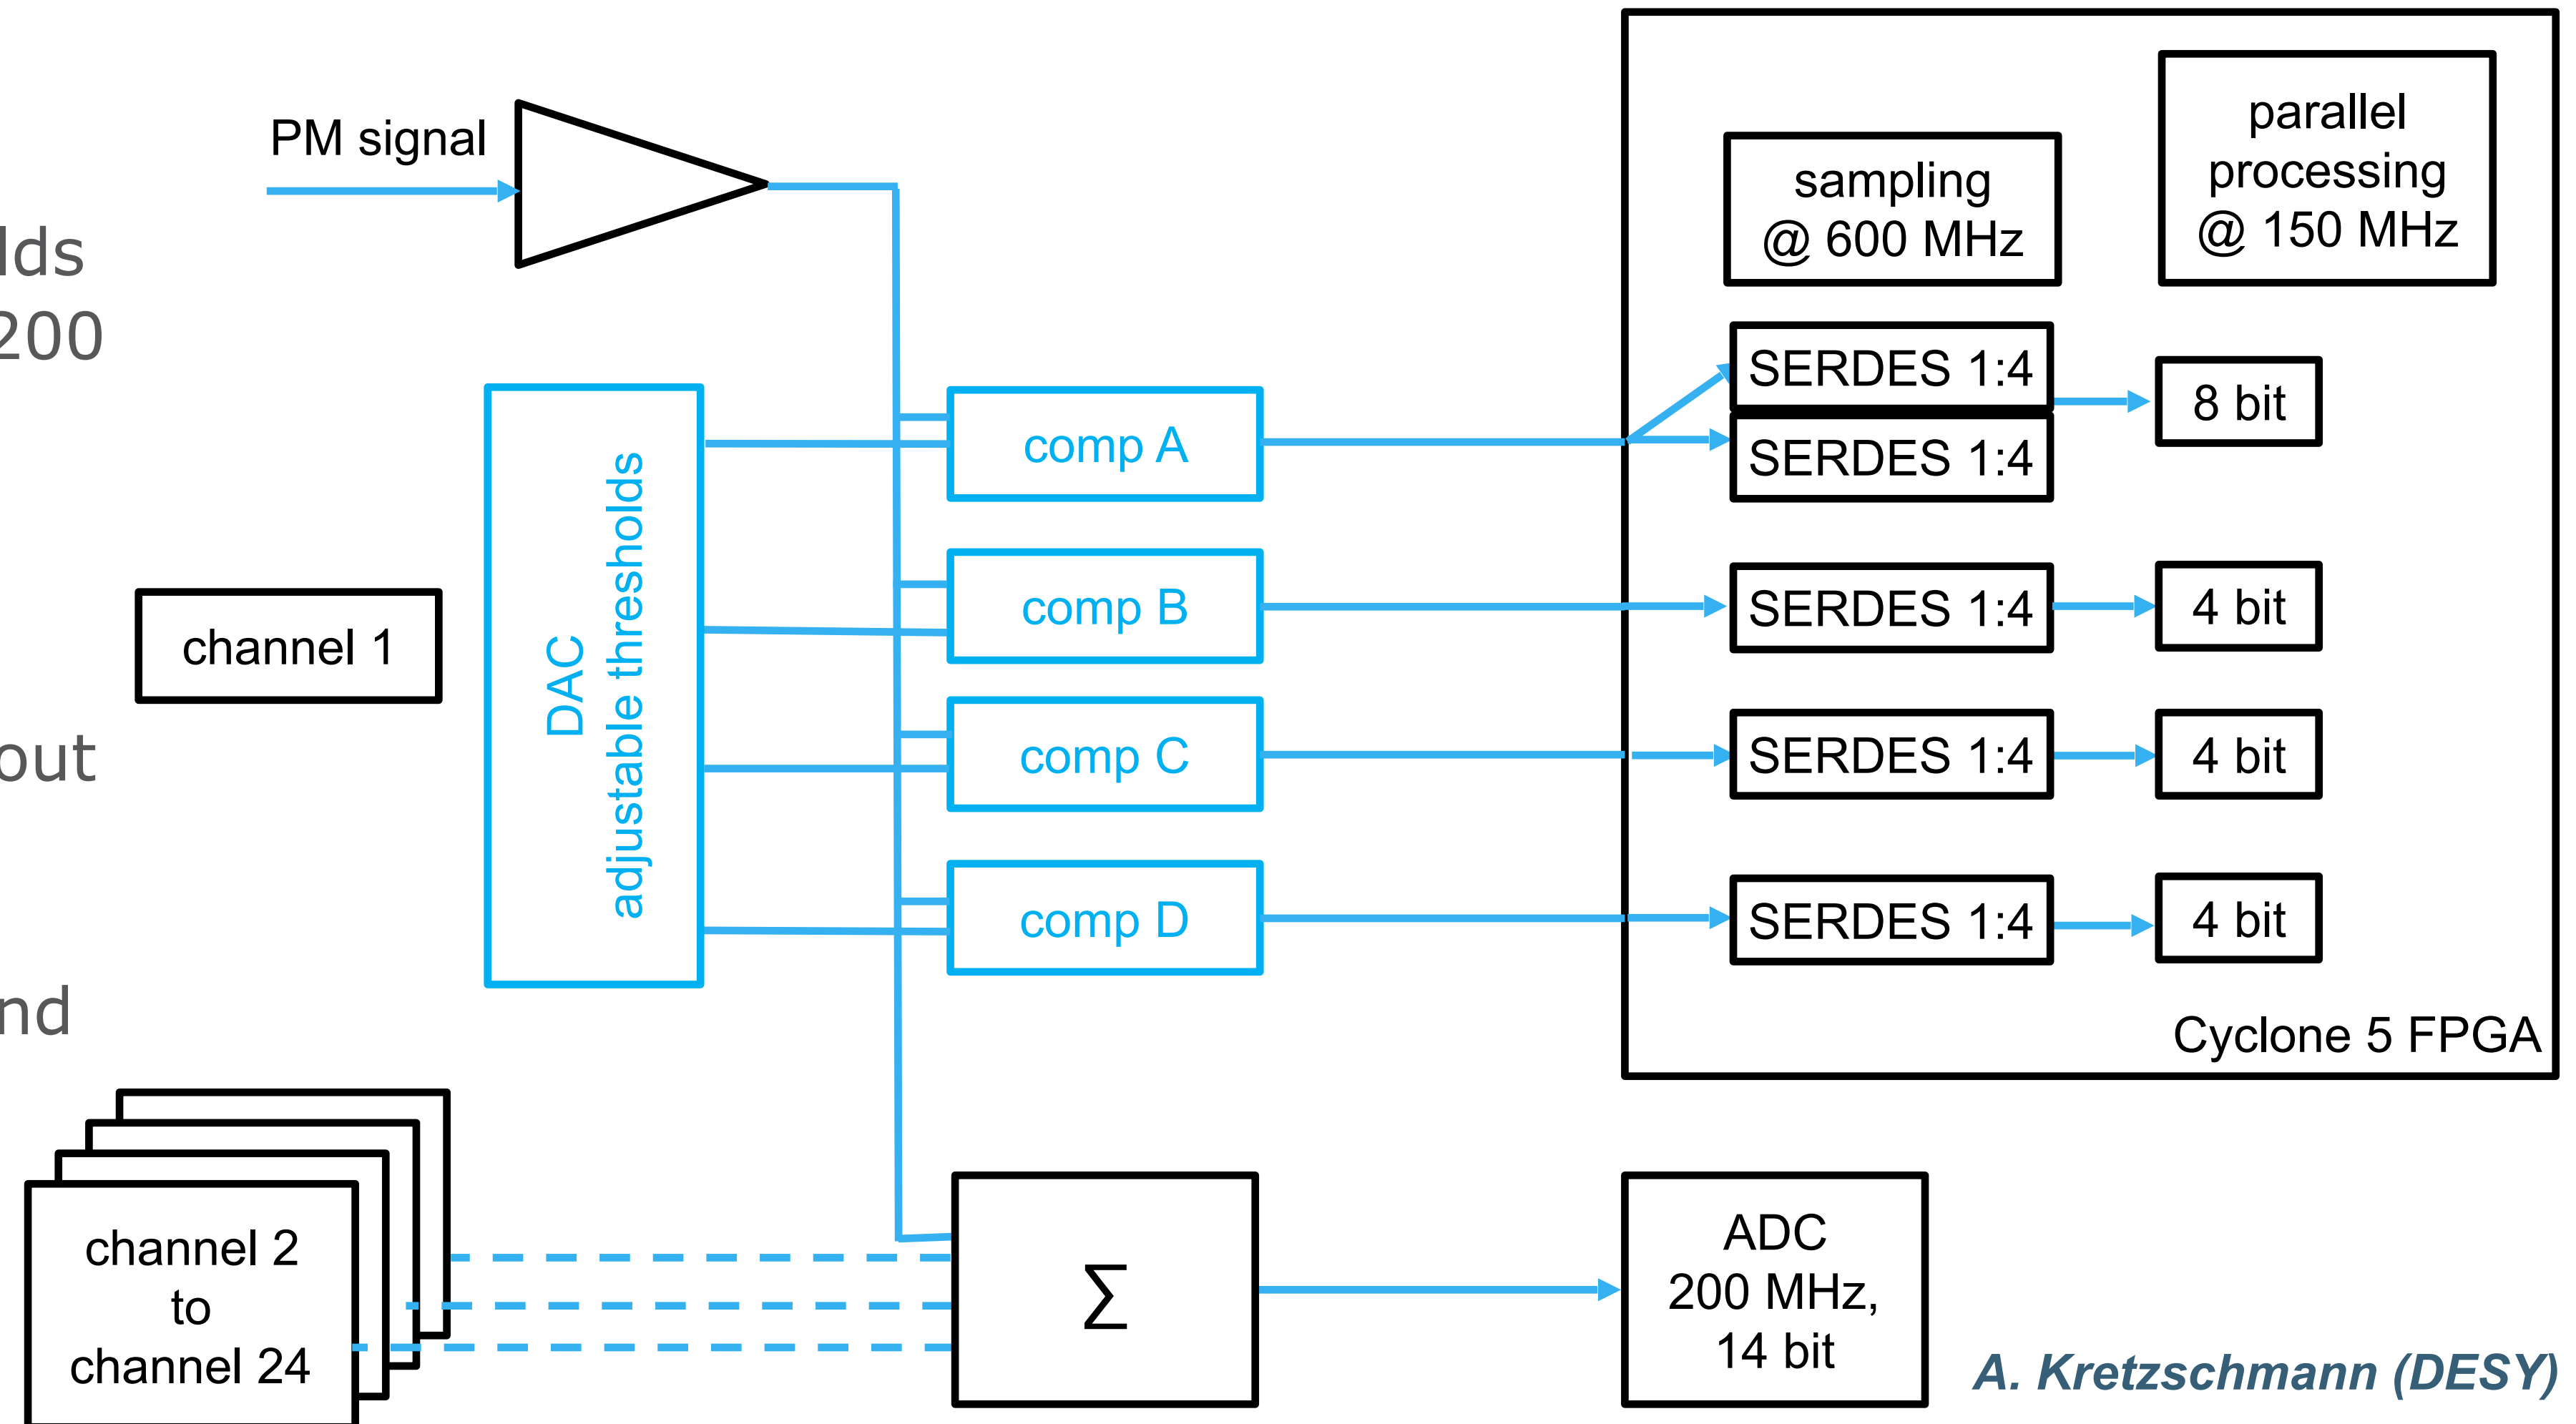 PM signal
lds
200
out
nd
channel 1
DAC
adjustable thresholds
comp A
comp B
comp C
comp D
sampling
@ 600 MHz
parallel
processing
@ 150 MHz
SERDES 1:4
SERDES 1:4
8 bit
SERDES 1:4
4 bit
SERDES 1:4
4 bit
SERDES 1:4
4 bit
Cyclone 5 FPGA
channel 2
to
channel 24
Σ
ADC
200 MHz,
14 bit
A. Kretzschmann (DESY)